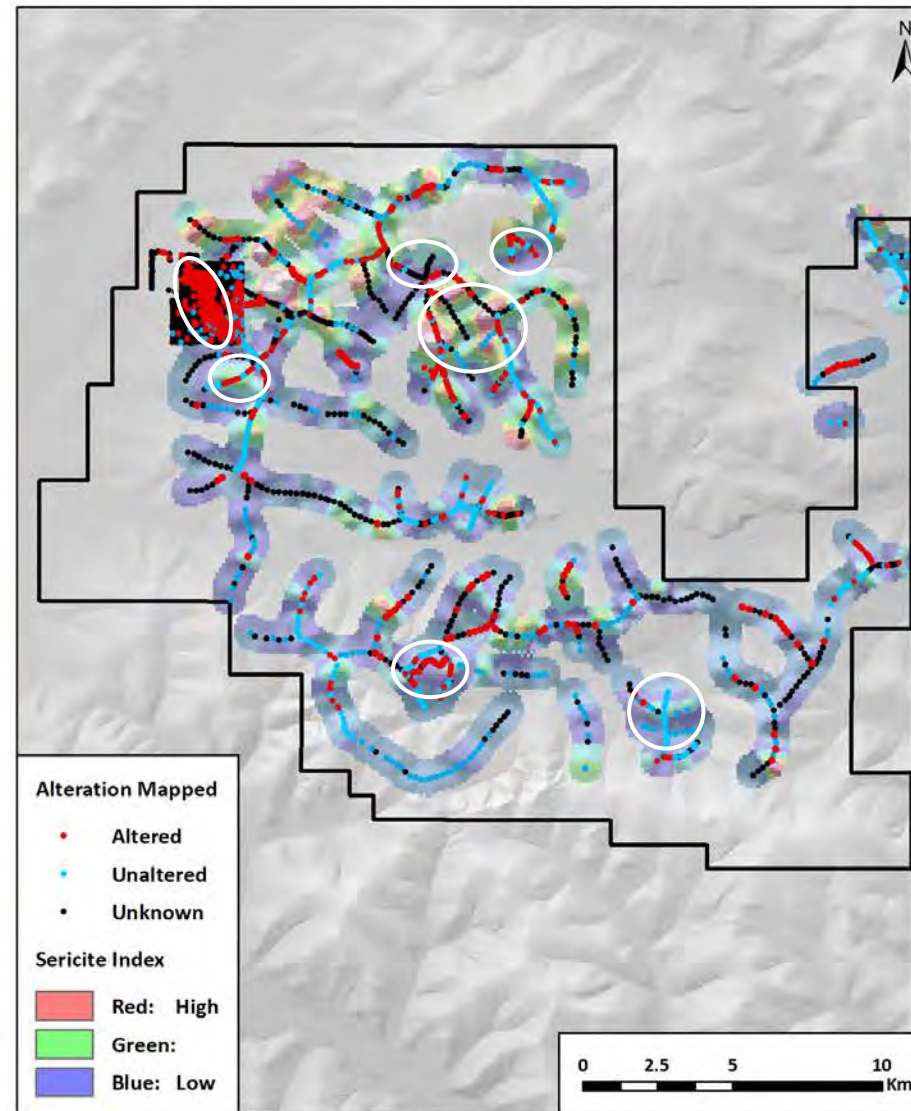 N
Alteration Mapped
Altered
Unaltered
Unknown
Sericite Index
Red: High
Green:
Blue: Low
0 2.5 5 10
Km